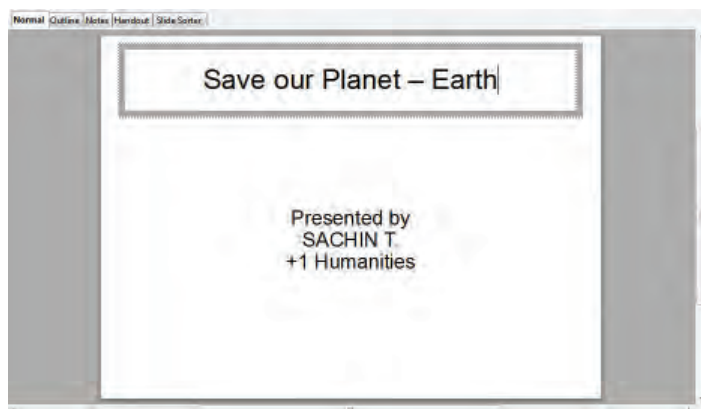 Normal Outline Notes Handout Slide Sorter
Save our Planet – Earth
Presented by
SACHIN T.
+1 Humanities